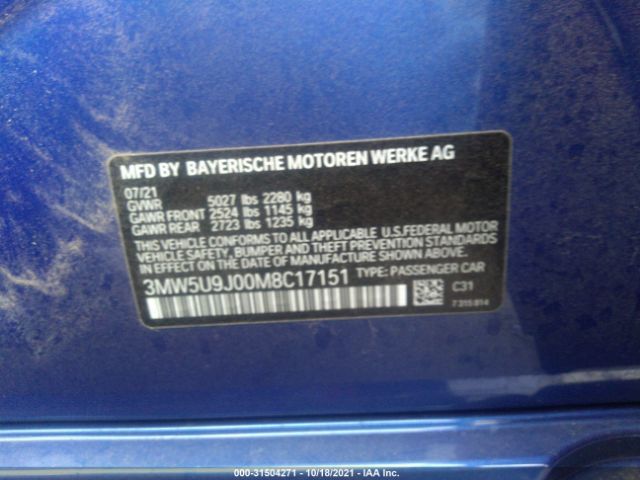 MFD BY BAYERISCHE MOTOREN WERKE AG
07/21
GVWR 5027 lbs 2280 kg
GAWR FRONT 2524 lbs 1145 kg
GAWR REAR 2723 lbs 1235 kg
THIS VEHICLE CONFORMS TO ALL APPLICABLE U.S.FEDERAL MOTOR
VEHICLE SAFETY, BUMPER, AND THEFT PREVENTION STANDARDS
IN EFFECT ON THE DATE OF MANUFACTURE SHOWN ABOVE.
3MW5U9J00M8C17151 TYPE: PASSENGER CAR
C31
7 315 814
000-31504271 - 10/18/2021 - IAA Inc.